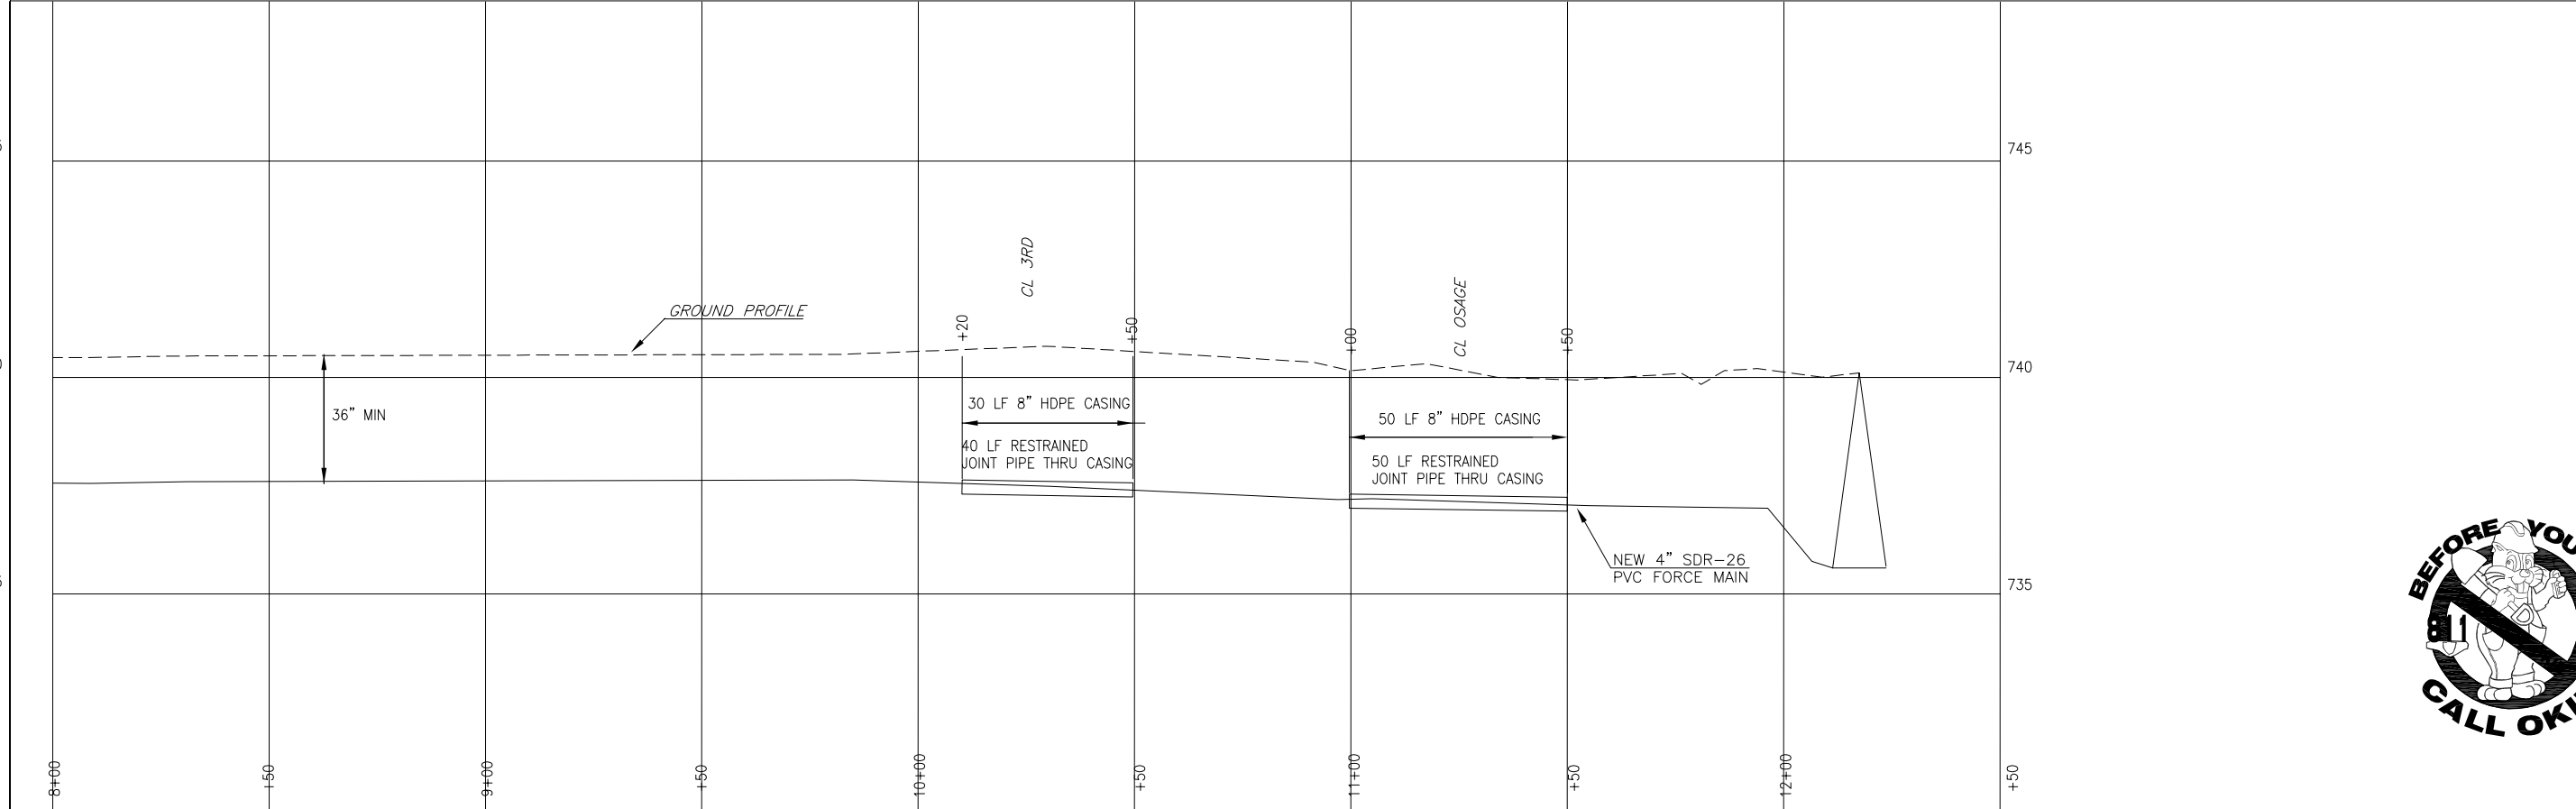 745
CL 3RD
CL OSAGE
GROUND PROFILE
+20
+50
+00
+50
740
36" MIN
30 LF 8" HDPE CASING
40 LF RESTRAINED
JOINT PIPE THRU CASING
50 LF 8" HDPE CASING
50 LF RESTRAINED
JOINT PIPE THRU CASING
NEW 4" SDR-26
PVC FORCE MAIN
735
BEFORE YOU
811
CALL
8+00
+50
9+00
+50
10+00
+50
11+00
+50
12+00
+50